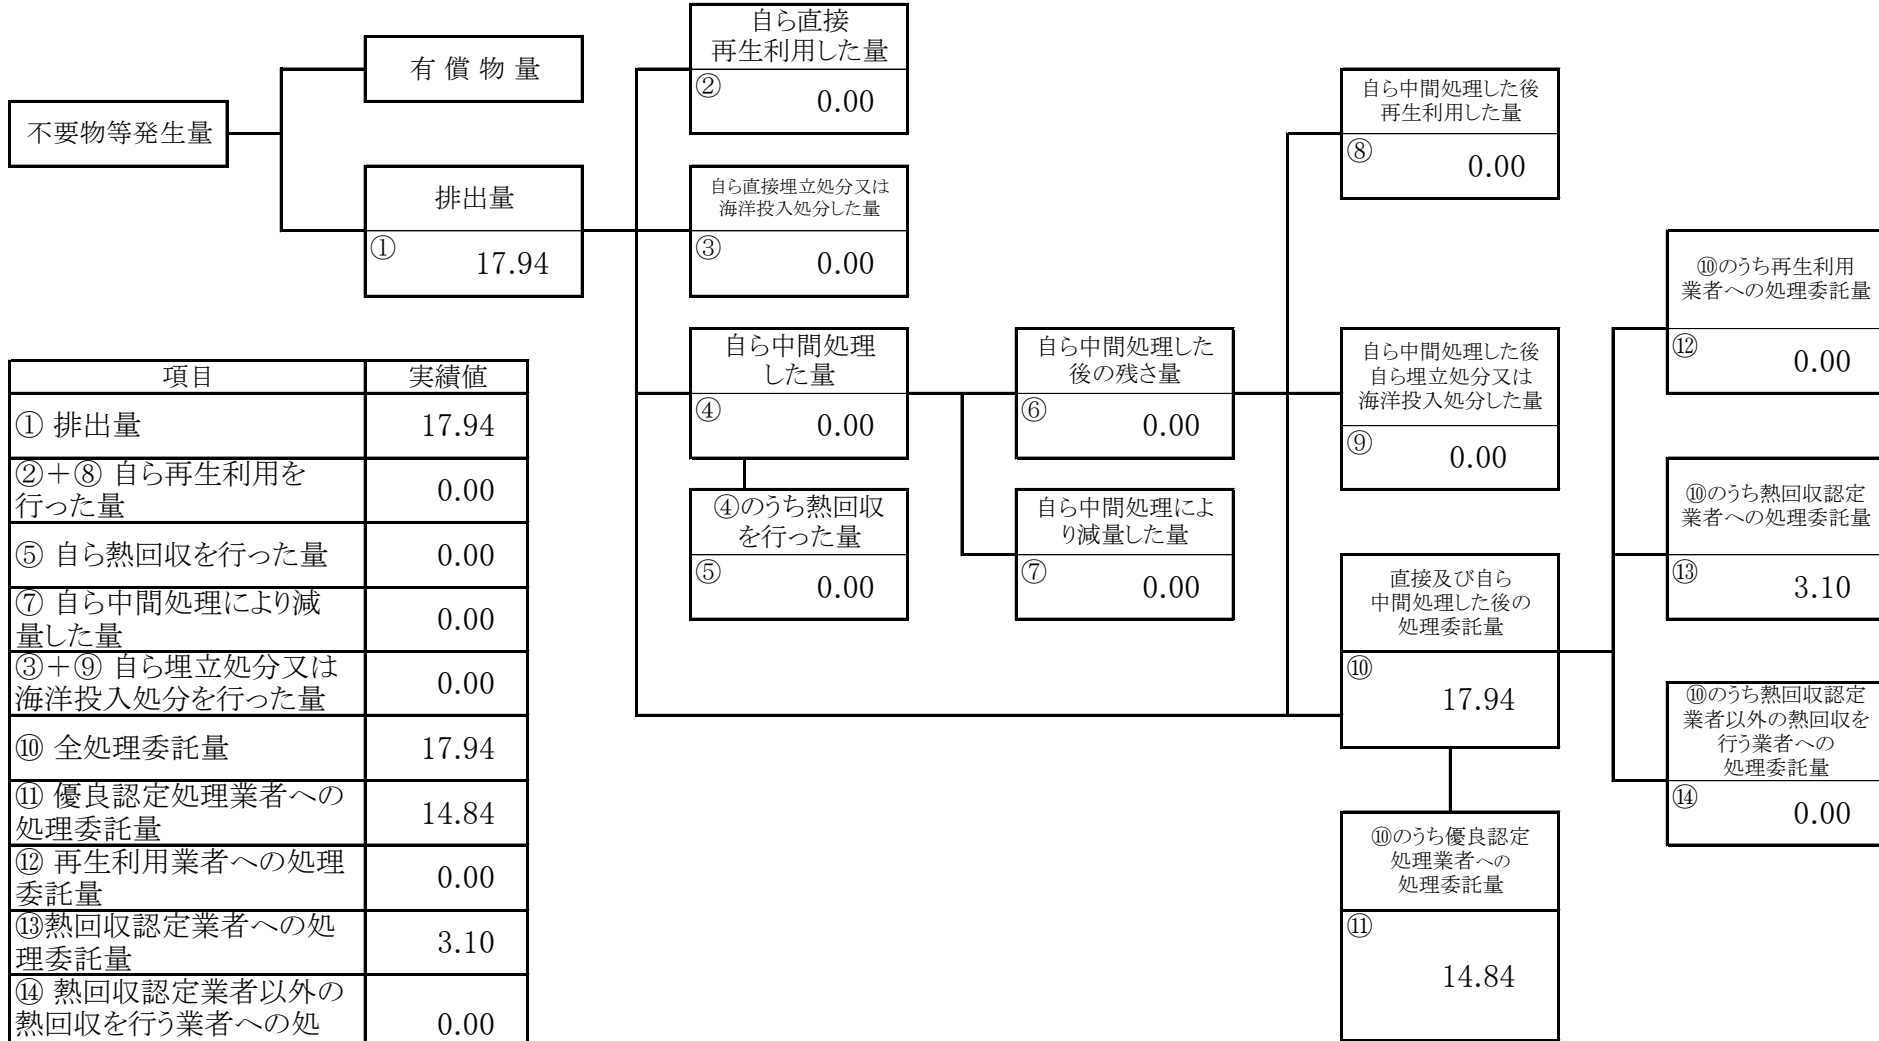 不要物等発生量
有償物量
排出量
①
17.94
自ら直接
再生利用した量
②
0.00
自ら直接埋立処分又は
海洋投入処分した量
③
0.00
自ら中間処理
した量
④
0.00
④のうち熱回収
を行った量
⑤
0.00
自ら中間処理した
後の残さ量
⑥
0.00
自ら中間処理によ
り減量した量
⑦
0.00
自ら中間処理した後
再生利用した量
⑧
0.00
自ら中間処理した後
自ら埋立処分又は
海洋投入処分した量
⑨
0.00
直接及び自ら
中間処理した後の
処理委託量
⑩
17.94
⑩のうち優良認定
処理業者への
処理委託量
⑪
14.84
⑩のうち再生利用
業者への処理委託量
⑫
0.00
⑩のうち熱回収認定
業者への処理委託量
⑬
3.10
⑩のうち熱回収認定
業者以外の熱回収を
行う業者への
処理委託量
⑭
0.00
項目 実績値
① 排出量 17.94
②+⑧ 自ら再生利用を
行った量 0.00
⑤ 自ら熱回収を行った量 0.00
⑦ 自ら中間処理により減
量した量 0.00
③+⑨ 自ら埋立処分又は
海洋投入処分を行った量 0.00
⑩ 全処理委託量 17.94
⑪ 優良認定処理業者への
処理委託量 14.84
⑫ 再生利用業者への処理
委託量 0.00
⑬熱回収認定業者への処
理委託量 3.10
⑭ 熱回収認定業者以外の
熱回収を行う業者への処 0.00